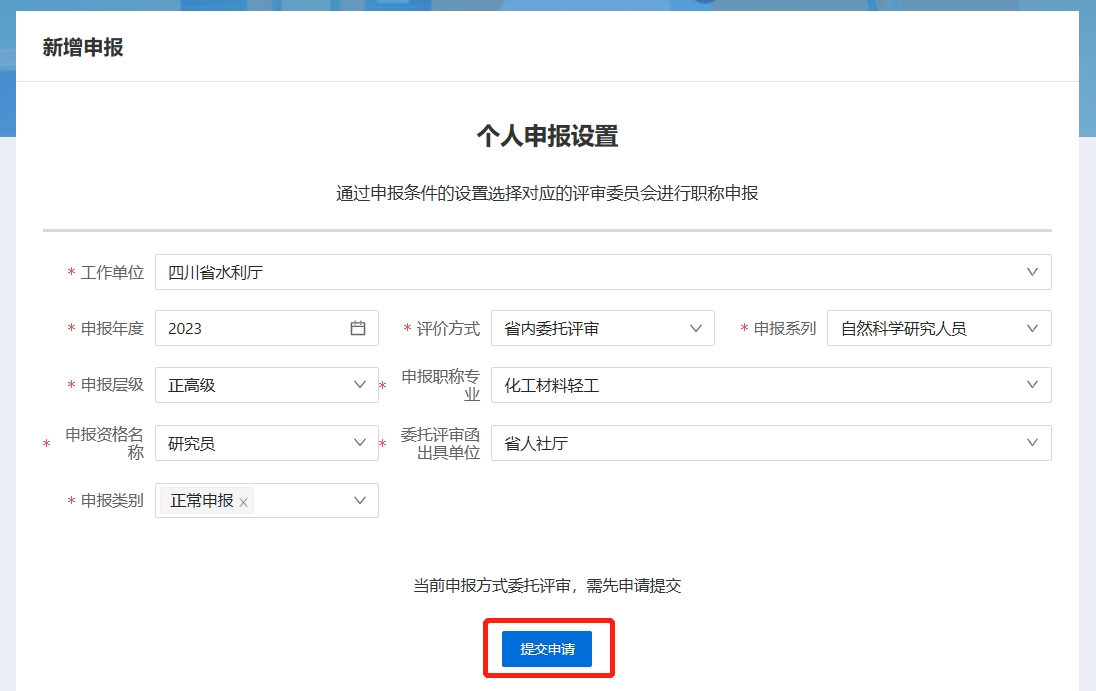 新增申报
个人申报设置
通过申报条件的设置选择对应的评审委员会进行职称申报
* 工作单位 四川省水利厅
* 申报年度 2023 * 评价方式 省内委托评审 * 申报系列 自然科学研究人员
* 申报层级 正高级 * 申报职称专业 化工材料轻工
* 申报资格名称 研究员 * 委托评审函出具单位 省人社厅
* 申报类别 正常申报 x
当前申报方式委托评审，需先申请提交
提交申请